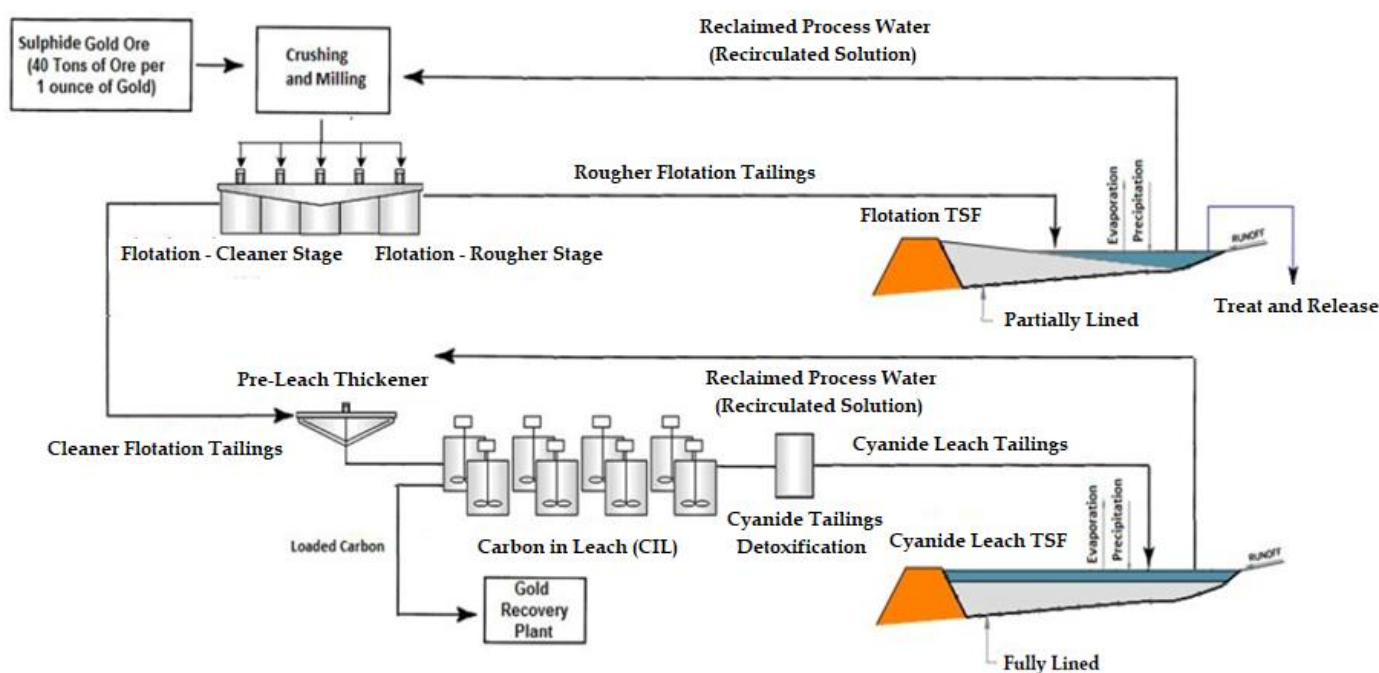 Sulphide Gold Ore
(40 Tons of Ore per
1 ounce of Gold)
Crushing
and Milling
Reclaimed Process Water
(Recirculated Solution)
Rougher Flotation Tailings
Flotation - Cleaner Stage
Flotation - Rougher Stage
Flotation TSF
Evaporation
Precipitation
RUNOFF
Partially Lined
Treat and Release
Pre-Leach Thickener
Reclaimed Process Water
(Recirculated Solution)
Cleaner Flotation Tailings
Cyanide Leach Tailings
Loaded Carbon
Carbon in Leach (CIL)
Cyanide Tailings
Detoxification
Cyanide Leach TSF
Evaporation
Precipitation
RUNOFF
Gold
Recovery
Plant
Fully Lined